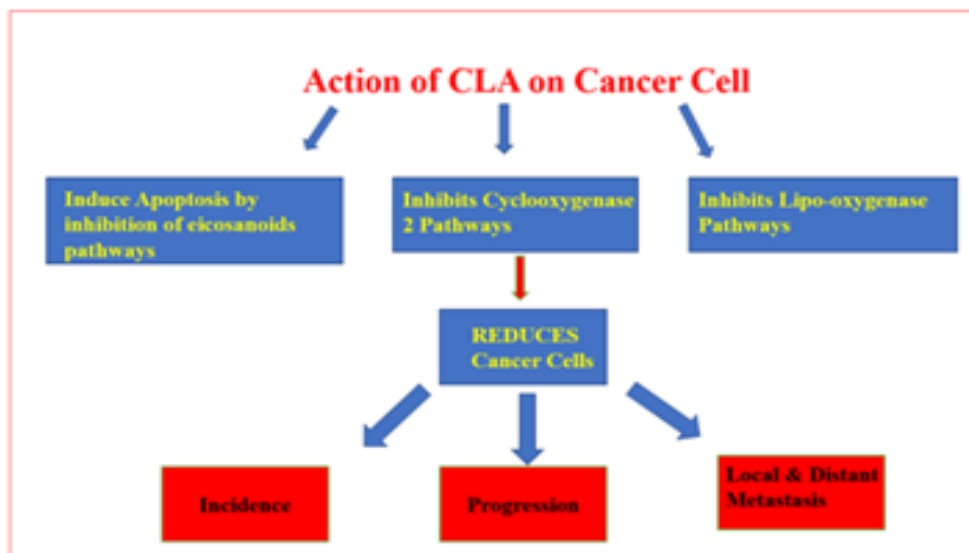 Action of CLA on Cancer Cell
Induce Apoptosis by
inhibition of eicosanoids
pathways
Inhibits Cyclooxygenase
2 Pathways
Inhibits Lipo-oxygenase
Pathways
REDUCES
Cancer Cells
Incidence
Progression
Local & Distant
Metastasis